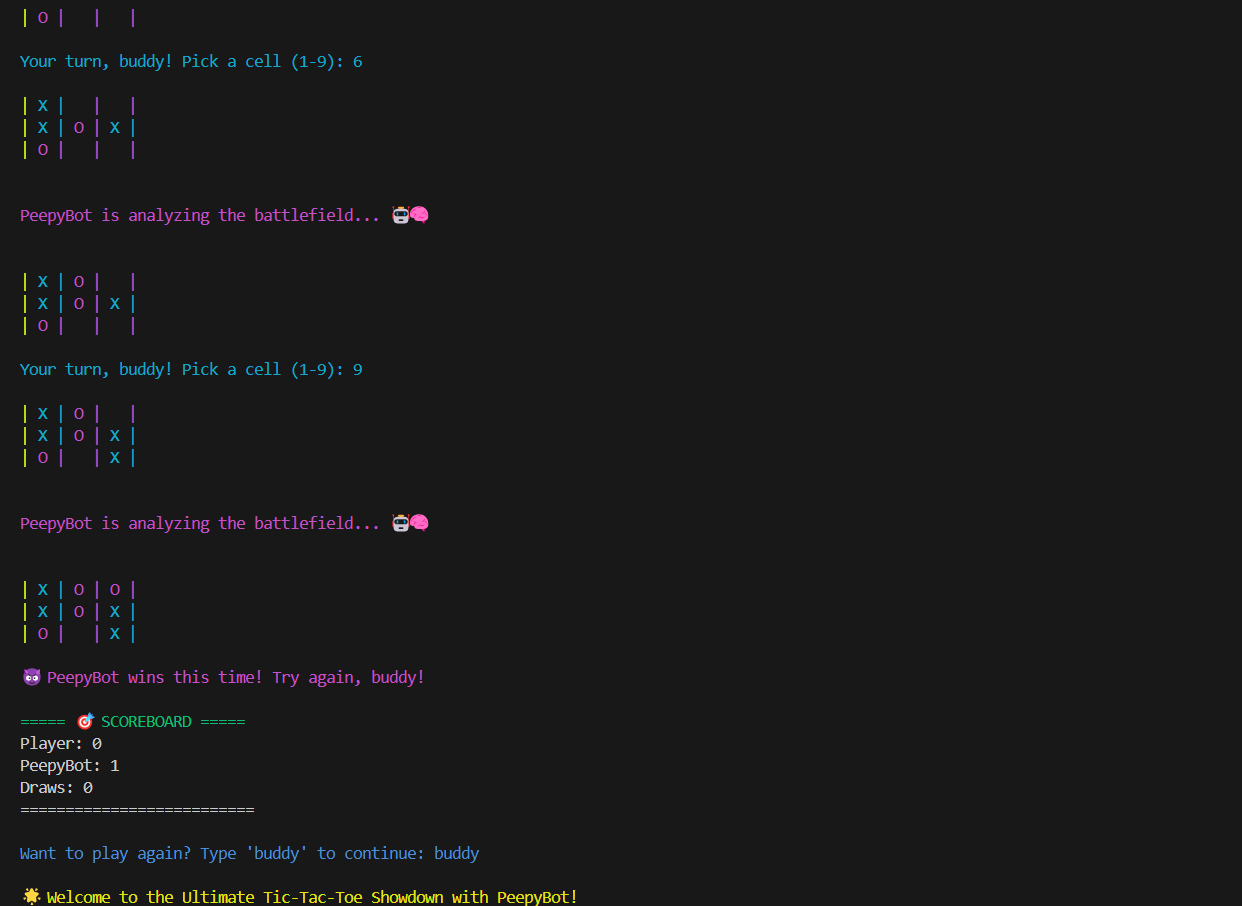 | O |   |   |
Your turn, buddy! Pick a cell (1-9): 6
| X |   |   |
| X | O | X |
| O |   |   |
PeepyBot is analyzing the battlefield... 🤖🧠
| X | O |   |
| X | O | X |
| O |   |   |
Your turn, buddy! Pick a cell (1-9): 9
| X | O |   |
| X | O | X |
| O |   | X |
PeepyBot is analyzing the battlefield... 🤖🧠
| X | O | O |
| X | O | X |
| O |   | X |
😈 PeepyBot wins this time! Try again, buddy!
===== 🎯 SCOREBOARD =====
Player: 0
PeepyBot: 1
Draws: 0
==========================
Want to play again? Type 'buddy' to continue: buddy
🌟 Welcome to the Ultimate Tic-Tac-Toe Showdown with PeepyBot!